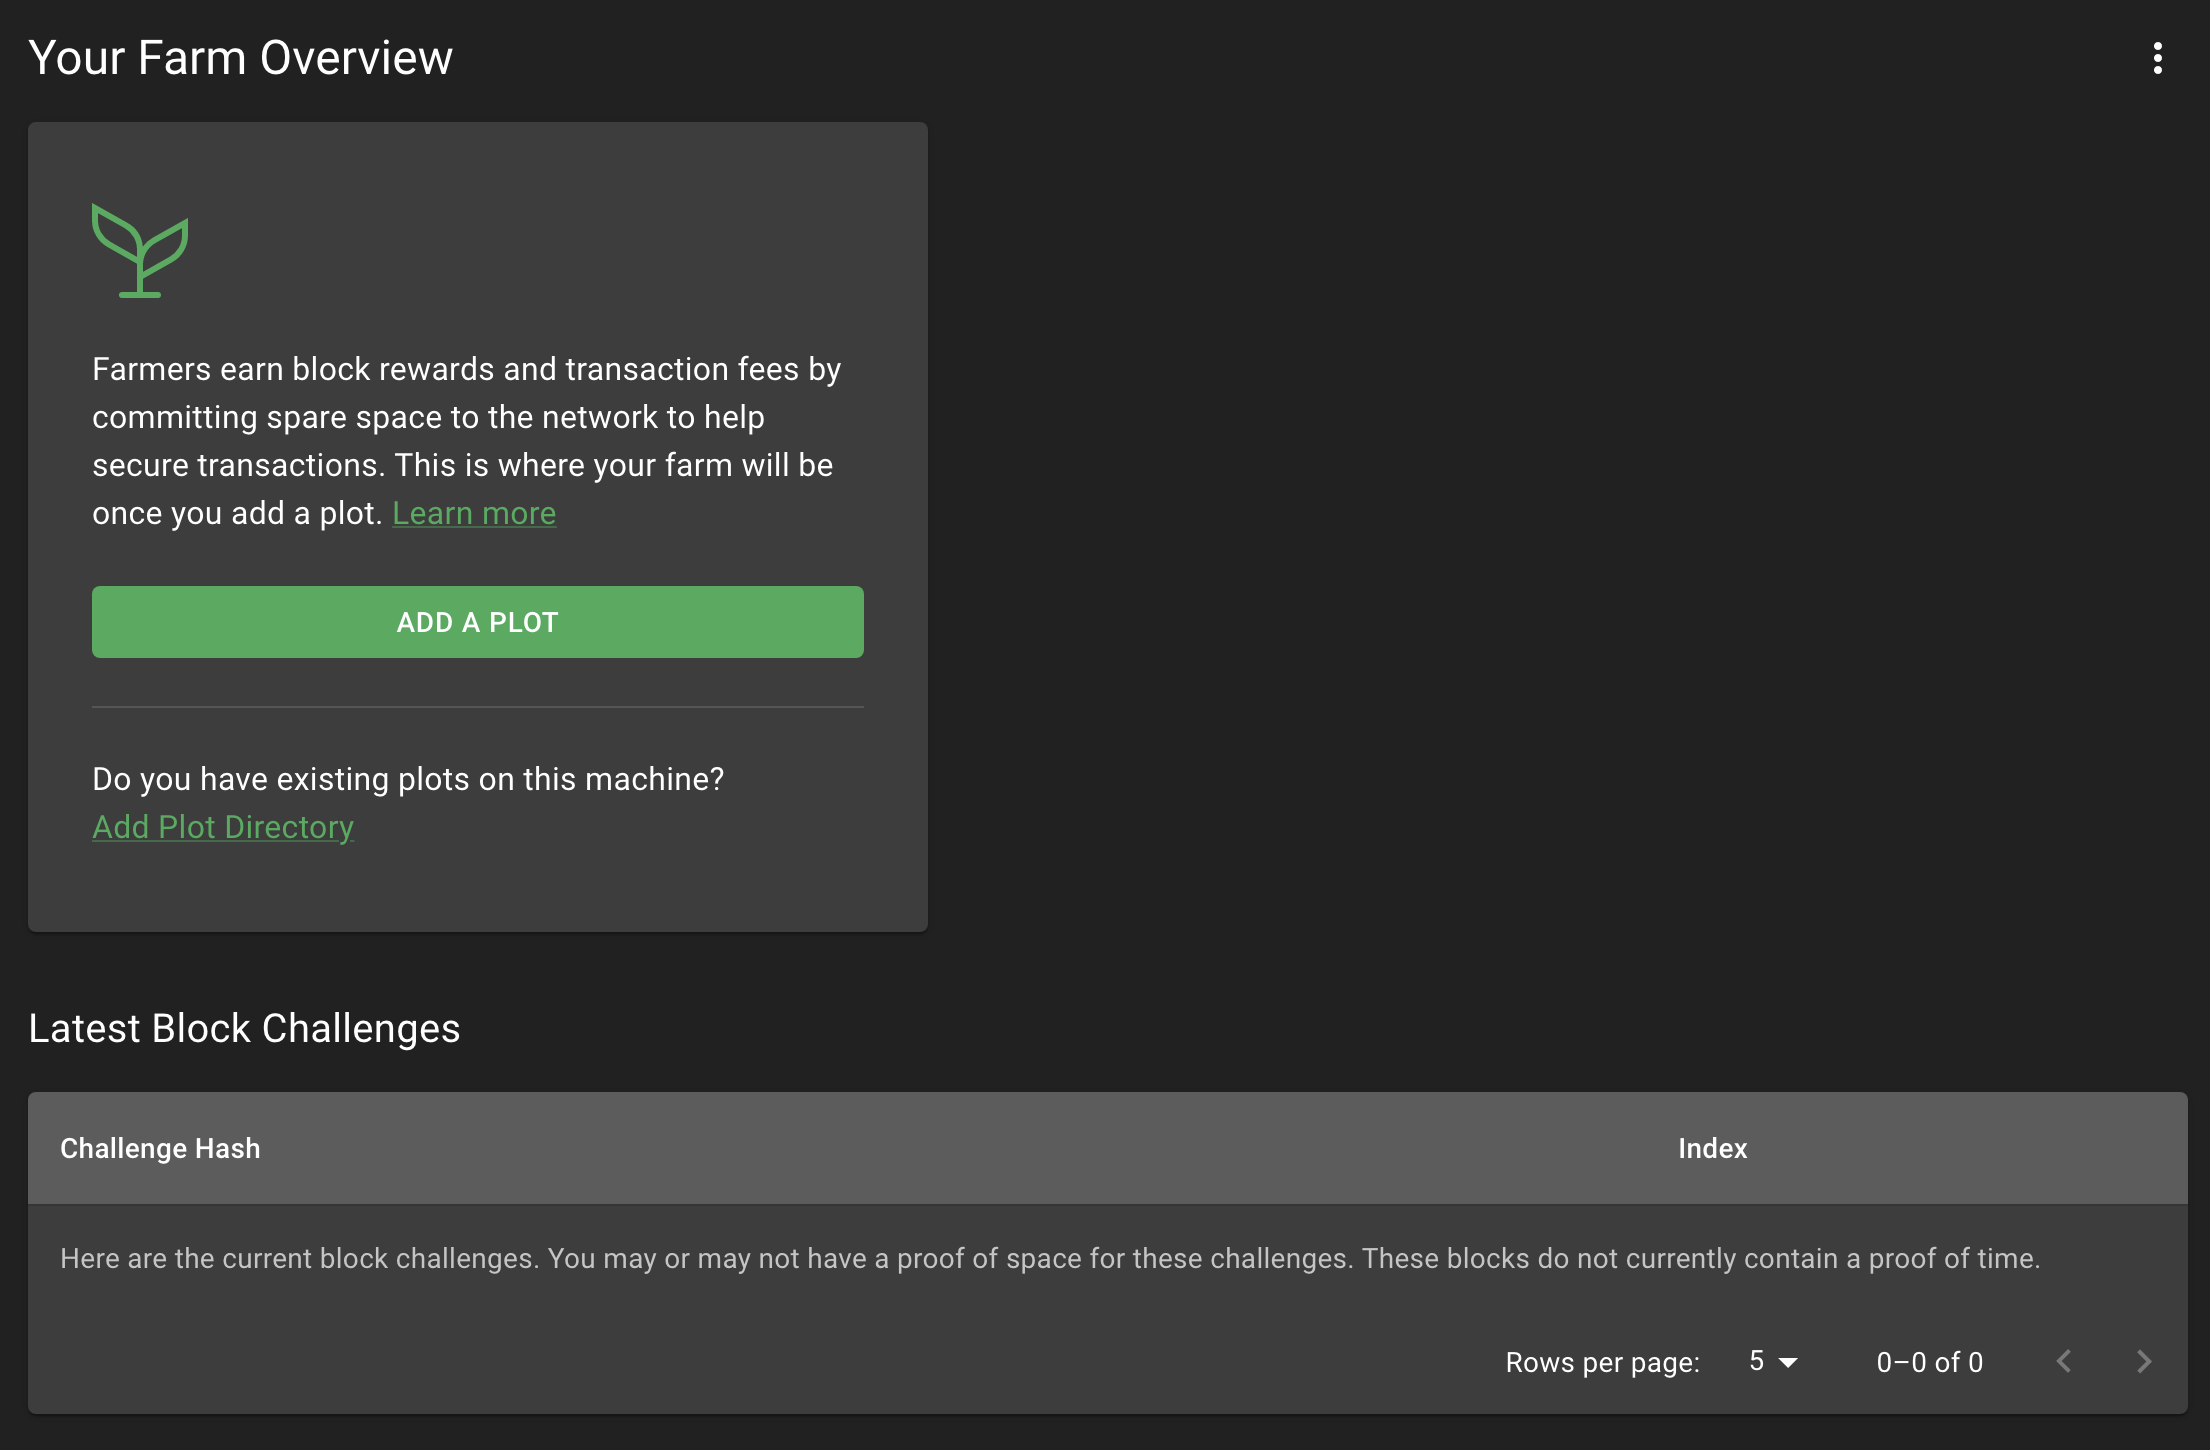 Your Farm Overview
Farmers earn block rewards and transaction fees by
committing spare space to the network to help
secure transactions. This is where your farm will be
once you add a plot. Learn more
ADD A PLOT
Do you have existing plots on this machine?
Add Plot Directory
Latest Block Challenges
Challenge Hash Index
Here are the current block challenges. You may or may not have a proof of space for these challenges. These blocks do not currently contain a proof of time.
Rows per page: 5 0–0 of 0